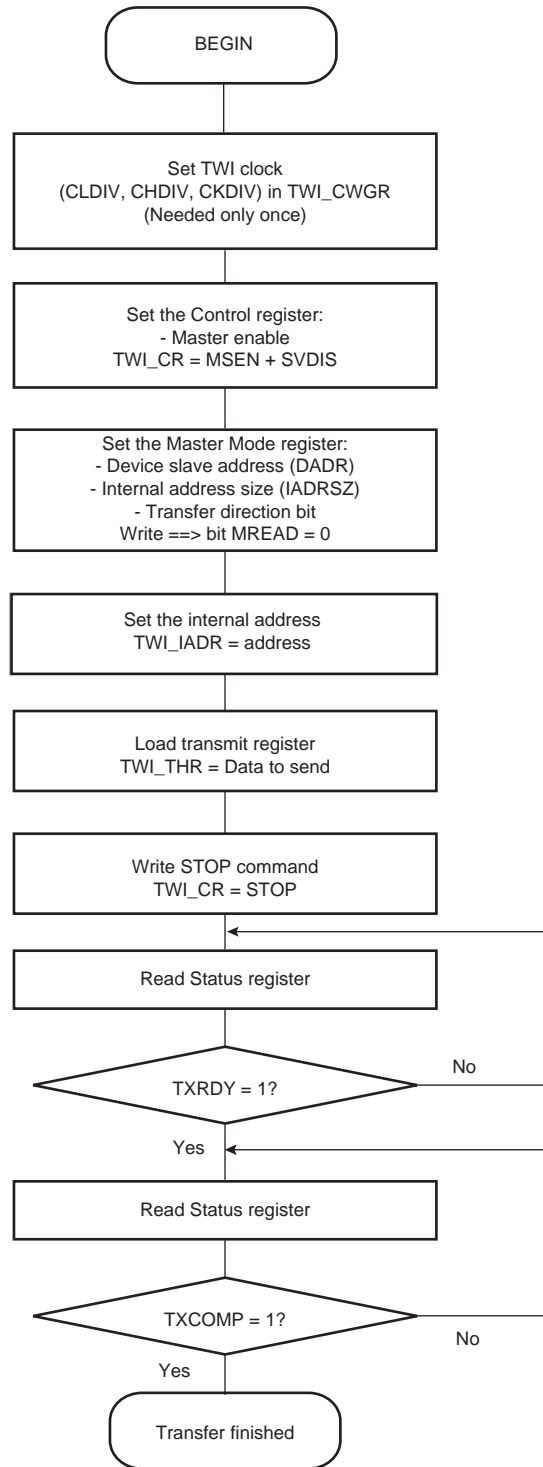 BEGIN
Set TWI clock
(CLDIV, CHDIV, CKDIV) in TWI_CWGR
(Needed only once)
Set the Control register:
- Master enable
TWI_CR = MSEN + SVDIS
Set the Master Mode register:
- Device slave address (DADR)
- Internal address size (IADRSZ)
- Transfer direction bit
Write ==> bit MREAD = 0
Set the internal address
TWI_IADR = address
Load transmit register
TWI_THR = Data to send
Write STOP command
TWI_CR = STOP
Read Status register
No
TXRDY = 1?
Yes
Read Status register
TXCOMP = 1?
No
Yes
Transfer finished